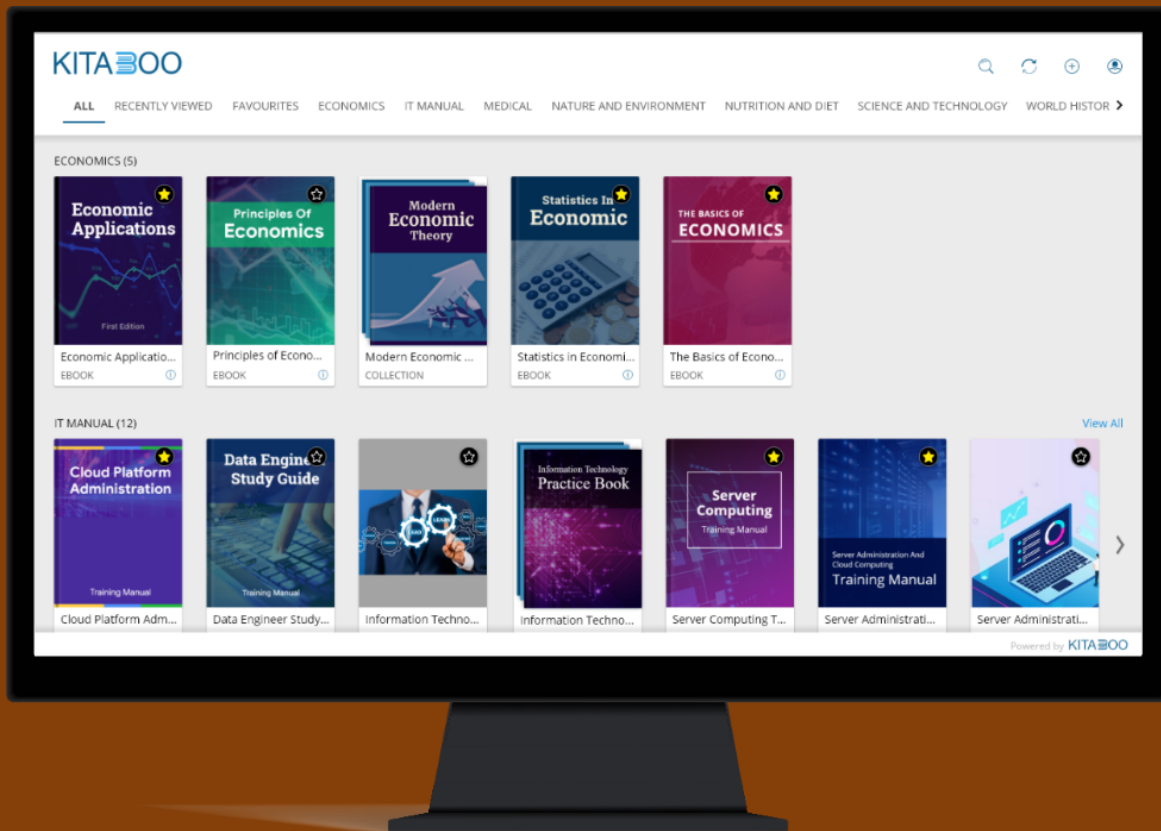 KITABOO
ALL RECENTLY VIEWED FAVOURITES ECONOMICS IT MANUAL MEDICAL NATURE AND ENVIRONMENT NUTRITION AND DIET SCIENCE AND TECHNOLOGY WORLD HISTOR
ECONOMICS (5)
Economic
Applications
First Edition
Principles Of
Economics
Modern
Economic
Theory
Statistics In
Economic
THE BASICS OF
ECONOMICS
Economic Applicatio... Principles of Econo... Modern Economic ... Statistics in Economi... The Basics of Econo...
EBOOK EBOOK COLLECTION EBOOK EBOOK
IT MANUAL (12) View All
Cloud Platform
Administration
Training Manual
Data Engine
Study Guide
Training Manual
LEARN
Information Technology
Practice Book
Server
Computing
Training Manual
Server Administration And
Cloud Computing
Training Manual
Cloud Platform Adm... Data Engineer Study... Information Techno... Information Techno... Server Computing T... Server Administrati... Server Administrati...
Powered by KITABOO